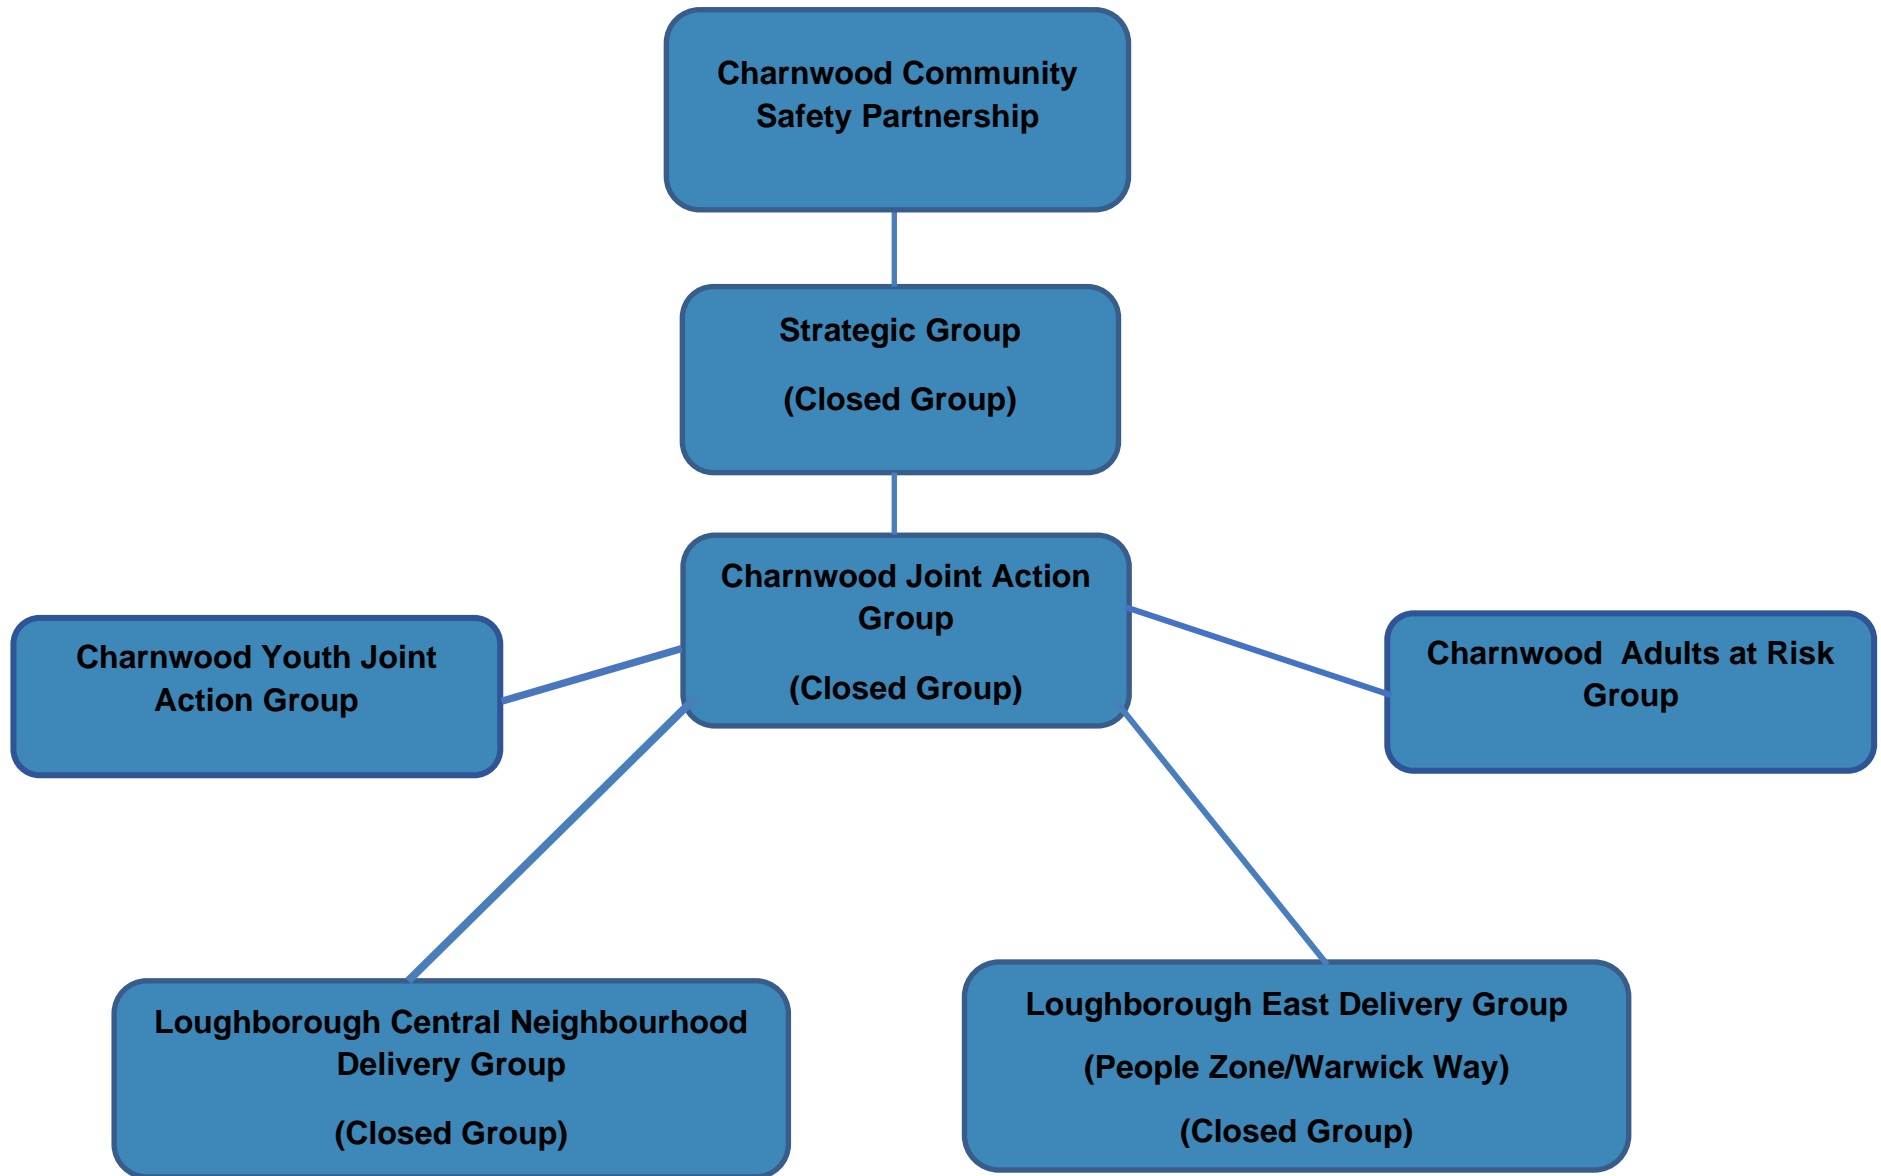 Charnwood Community
Safety Partnership
Strategic Group
(Closed Group)
Charnwood Joint Action
Group
(Closed Group)
Charnwood Youth Joint
Action Group
Charnwood  Adults at Risk
Group
Loughborough Central Neighbourhood
Delivery Group
(Closed Group)
Loughborough East Delivery Group
(People Zone/Warwick Way)
(Closed Group)